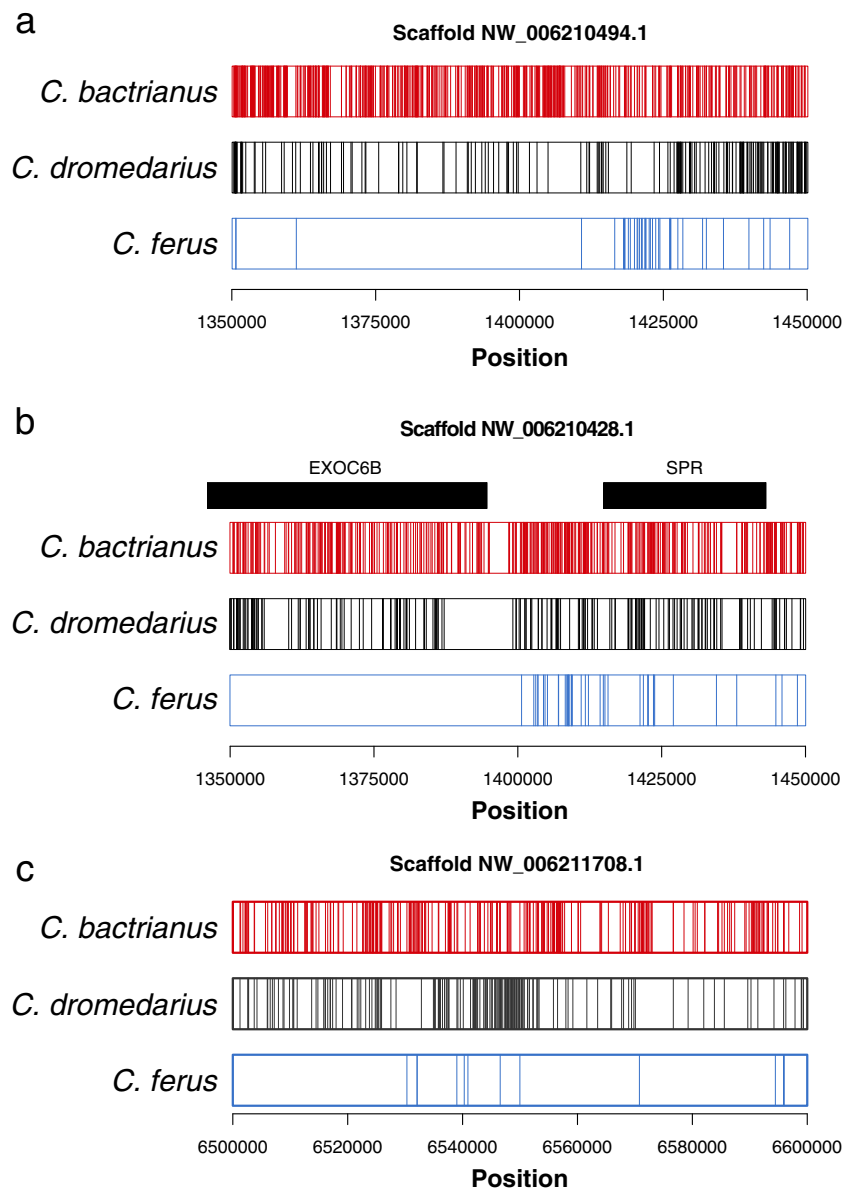 a
Scaffold NW_006210494.1
C. bactrianus
C. dromedarius
C. ferus
1350000 1375000 1400000 1425000 1450000
Position
b
Scaffold NW_006210428.1
EXOC6B SPR
C. bactrianus
C. dromedarius
C. ferus
1350000 1375000 1400000 1425000 1450000
Position
c
Scaffold NW_006211708.1
C. bactrianus
C. dromedarius
C. ferus
6500000 6520000 6540000 6560000 6580000 6600000
Position